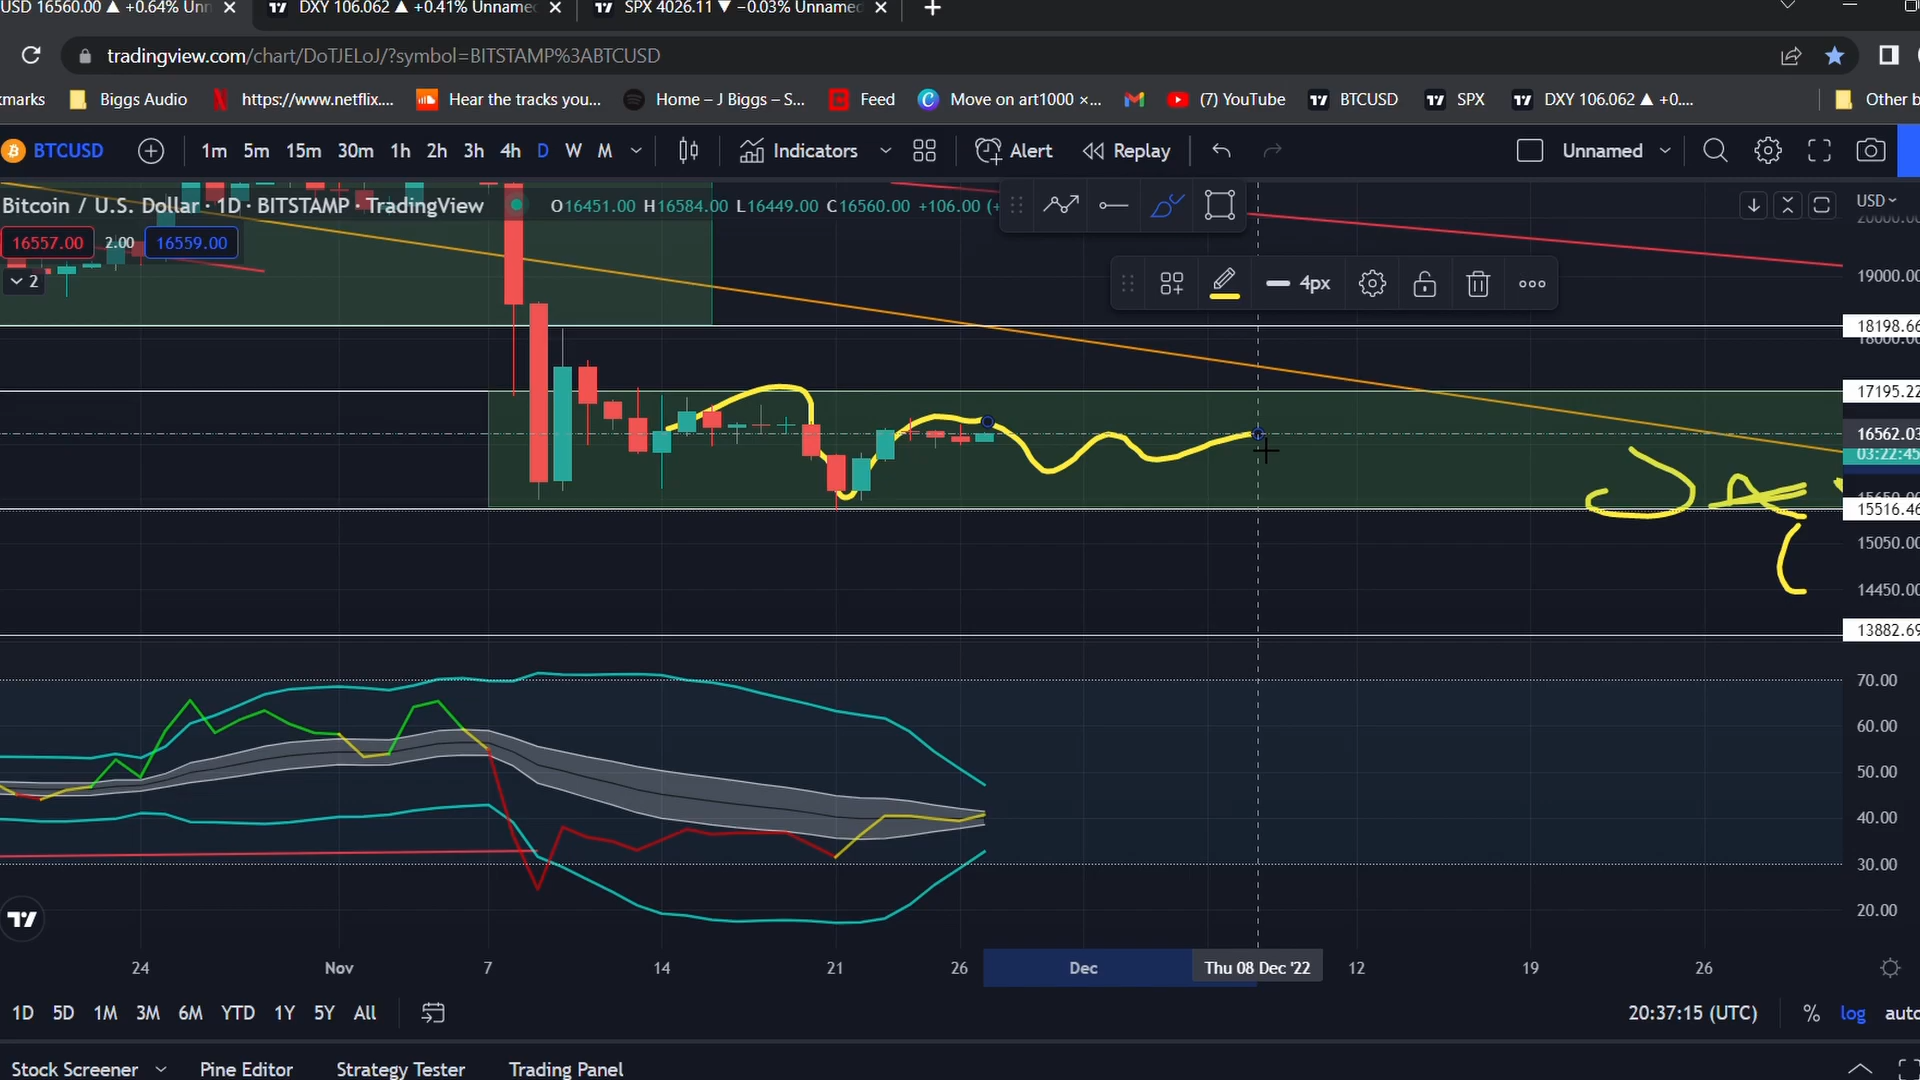 USD 16560.00 ▲ +0.64% Unn × DXY 106.062 ▲ +0.41% Unname × SPX 4026.11 ▼ −0.03% Unname × +
tradingview.com/chart/DoTJELoJ/?symbol=BITSTAMP%3ABTCUSD
kmarks Biggs Audio https://www.netflix.... Hear the tracks you... Home – J Biggs – S... Feed Move on art1000 ×... (7) YouTube BTCUSD SPX DXY 106.062 ▲ +0.... Other b
BTCUSD 1m 5m 15m 30m 1h 2h 3h 4h D W M Indicators Alert Replay Unnamed
Bitcoin / U.S. Dollar · 1D · BITSTAMP · TradingView O16451.00 H16584.00 L16449.00 C16560.00 +106.00 (+
USD
20000.00
16557.00 2.00 16559.00
2
4px
19000.00
18198.66
18000.00
17195.22
16562.03
03:22:45
15650.00
15516.46
15050.00
14450.00
13882.69
70.00
60.00
50.00
40.00
30.00
20.00
24 Nov 7 14 21 26 Dec Thu 08 Dec '22 12 19 26
1D 5D 1M 3M 6M YTD 1Y 5Y All 20:37:15 (UTC) % log auto
Stock Screener Pine Editor Strategy Tester Trading Panel